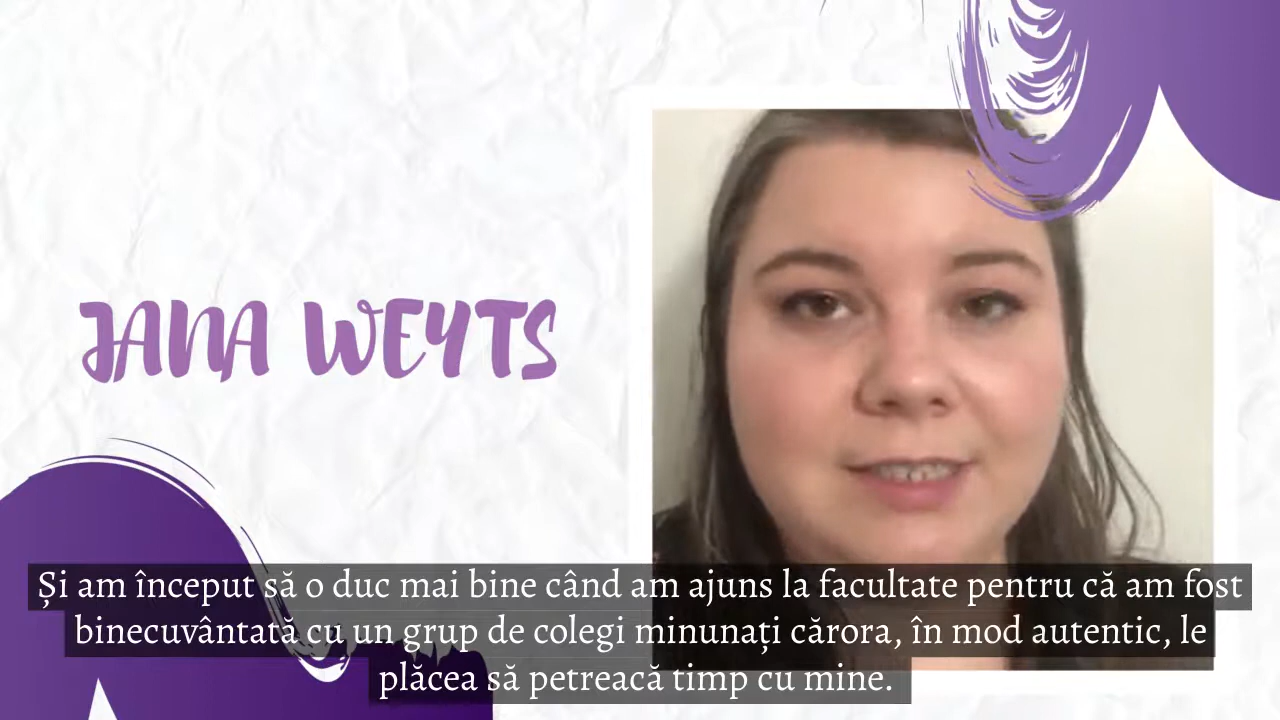 JANA WEYTS
Și am început să o duc mai bine când am ajuns la facultate pentru că am fost
binecuvântată cu un grup de colegi minunați cărora, în mod autentic, le
plăcea să petreacă timp cu mine.